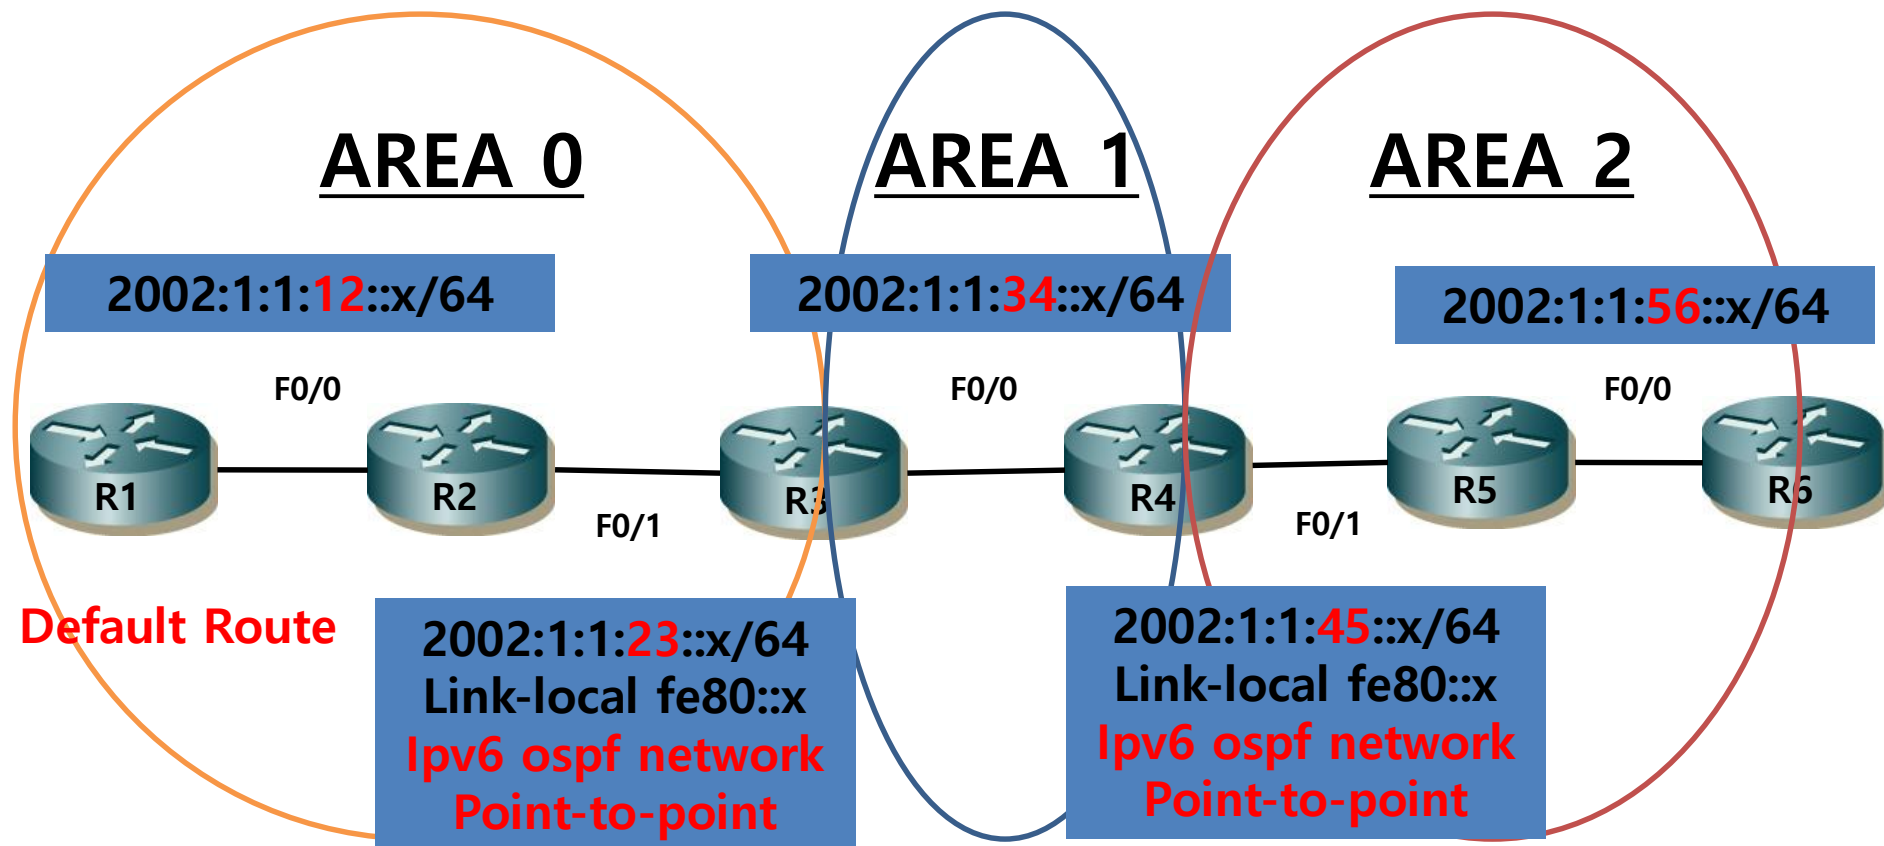 AREA 0
AREA 1
AREA 2
2002:1:1:12::x/64
2002:1:1:34::x/64
2002:1:1:56::x/64
F0/0
F0/0
F0/0
R1
R2
R3
R4
R5
R6
F0/1
F0/1
Default Route
2002:1:1:23::x/64
Link-local fe80::x
Ipv6 ospf network
Point-to-point
2002:1:1:45::x/64
Link-local fe80::x
Ipv6 ospf network
Point-to-point